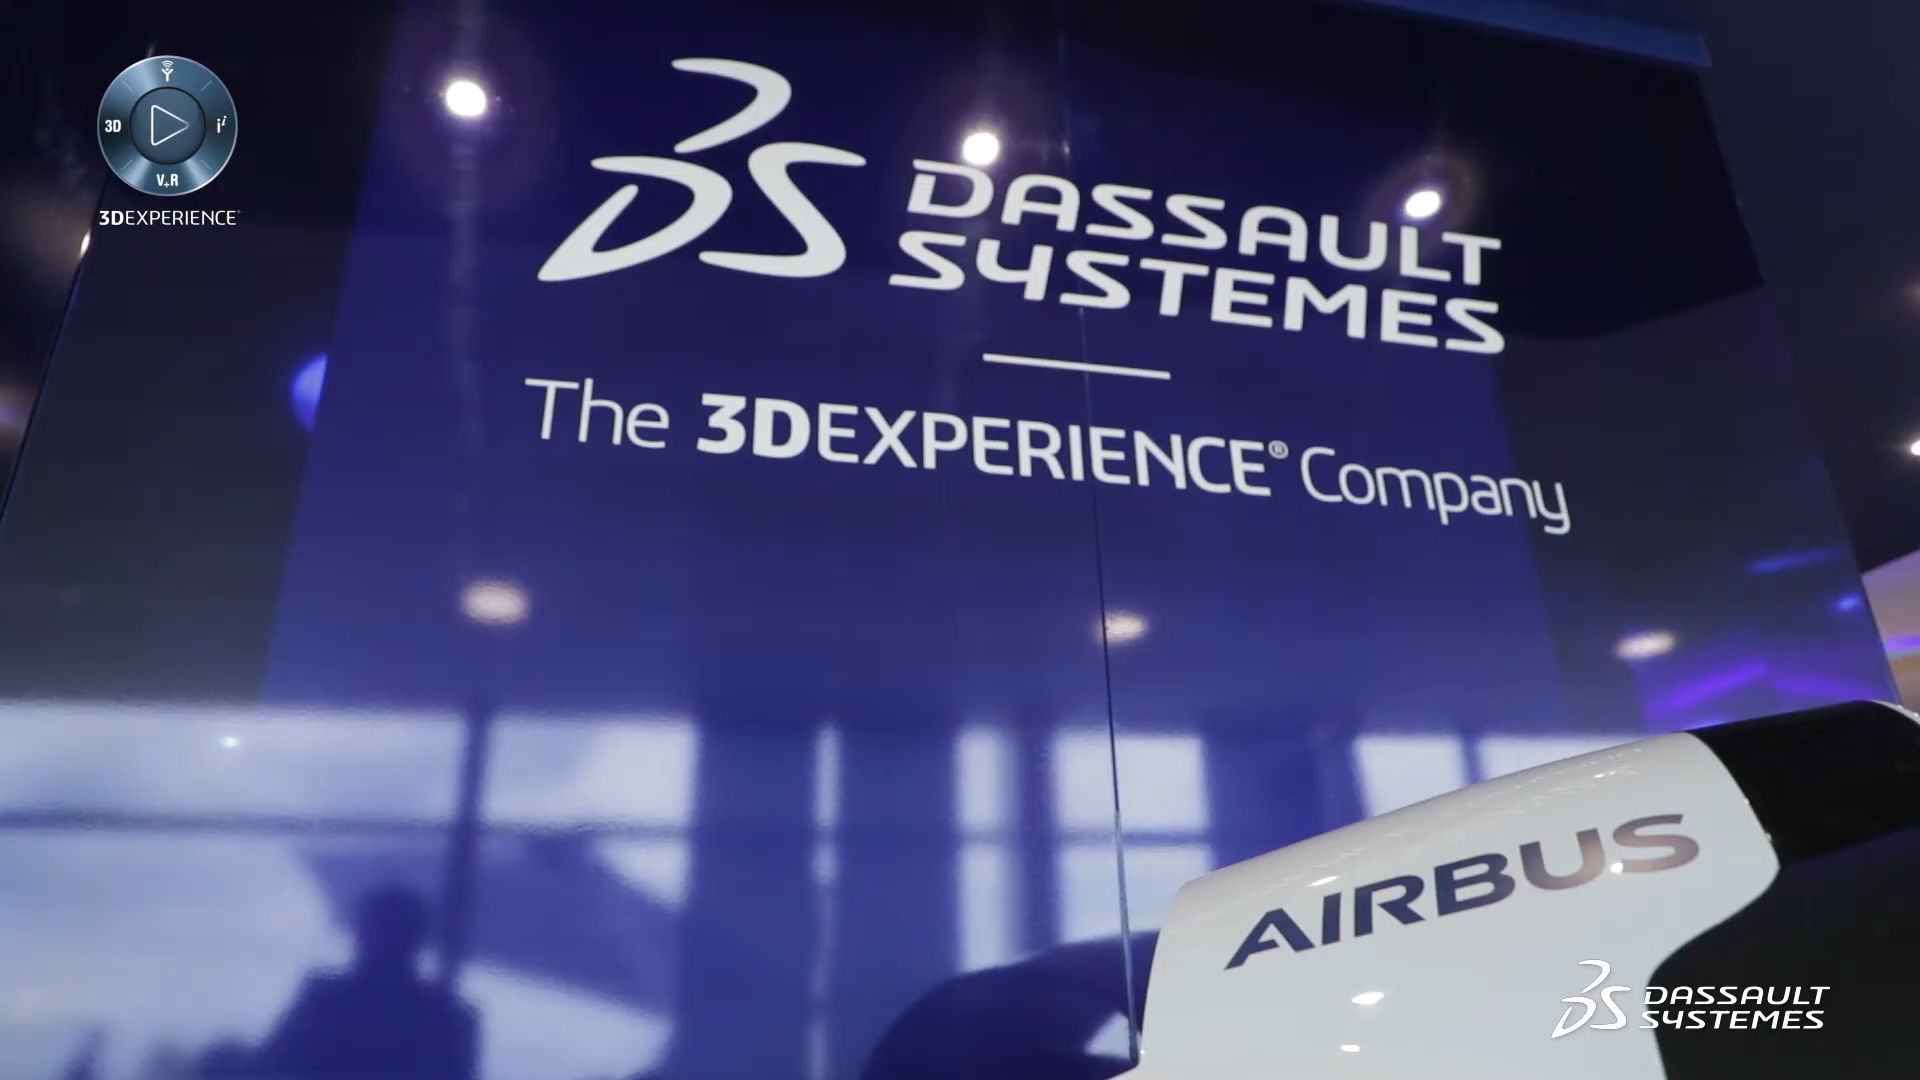 3D
i
V+R
3DEXPERIENCE
DASSAULT
SYSTEMES
The 3DEXPERIENCE® Company
AIRBUS
DASSAULT
SYSTEMES